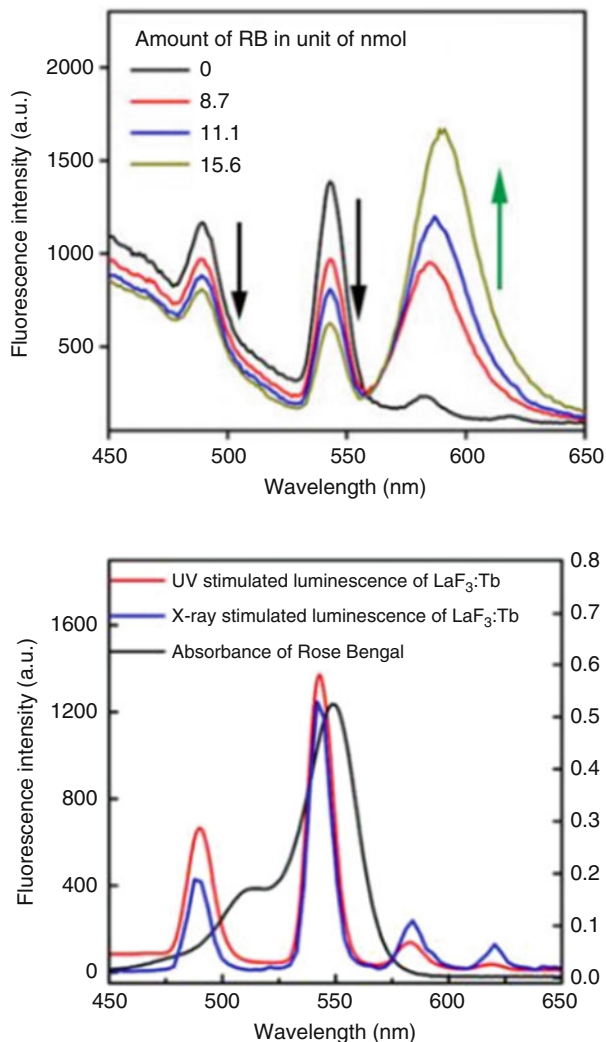 Amount of RB in unit of nmol
0
8.7
11.1
15.6
2000
1500
1000
500
Fluorescence intensity (a.u.)
450 500 550 600 650
Wavelength (nm)
UV stimulated luminescence of LaF₃:Tb
X-ray stimulated luminescence of LaF₃:Tb
Absorbance of Rose Bengal
1600
1200
800
400
0
Fluorescence intensity (a.u.)
0.8
0.7
0.6
0.5
0.4
0.3
0.2
0.1
0.0
450 500 550 600 650
Wavelength (nm)